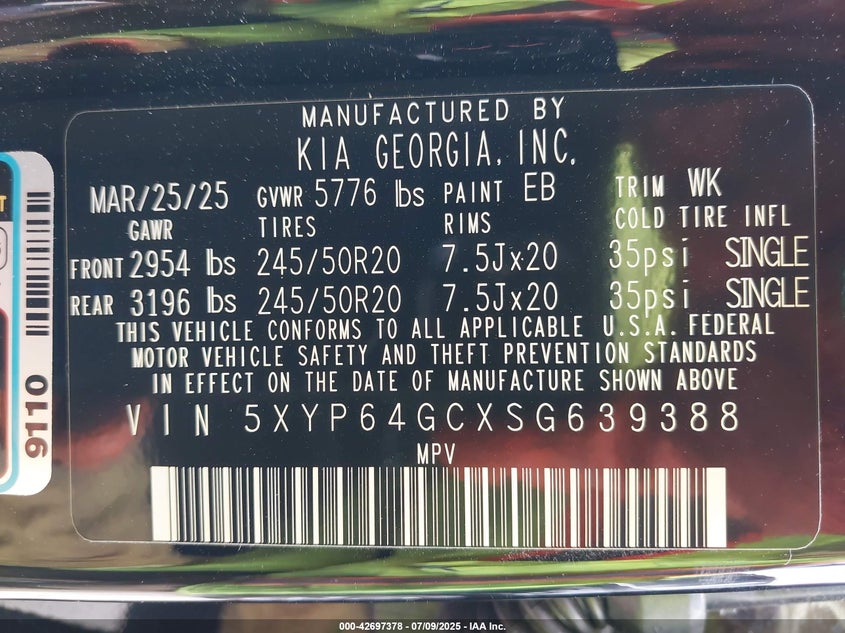 MANUFACTURED BY
KIA GEORGIA, INC.
MAR/25/25 GVWR 5776 lbs PAINT EB TRIM WK
GAWR TIRES RIMS COLD TIRE INFL
FRONT 2954 lbs 245/50R20 7.5Jx20 35psi SINGLE
REAR 3196 lbs 245/50R20 7.5Jx20 35psi SINGLE
THIS VEHICLE CONFORMS TO ALL APPLICABLE U.S.A. FEDERAL
MOTOR VEHICLE SAFETY AND THEFT PREVENTION STANDARDS
IN EFFECT ON THE DATE OF MANUFACTURE SHOWN ABOVE
VIN 5XYP64GCXSG639388
MPV
9110
000-42697378 - 07/09/2025 - IAA Inc.